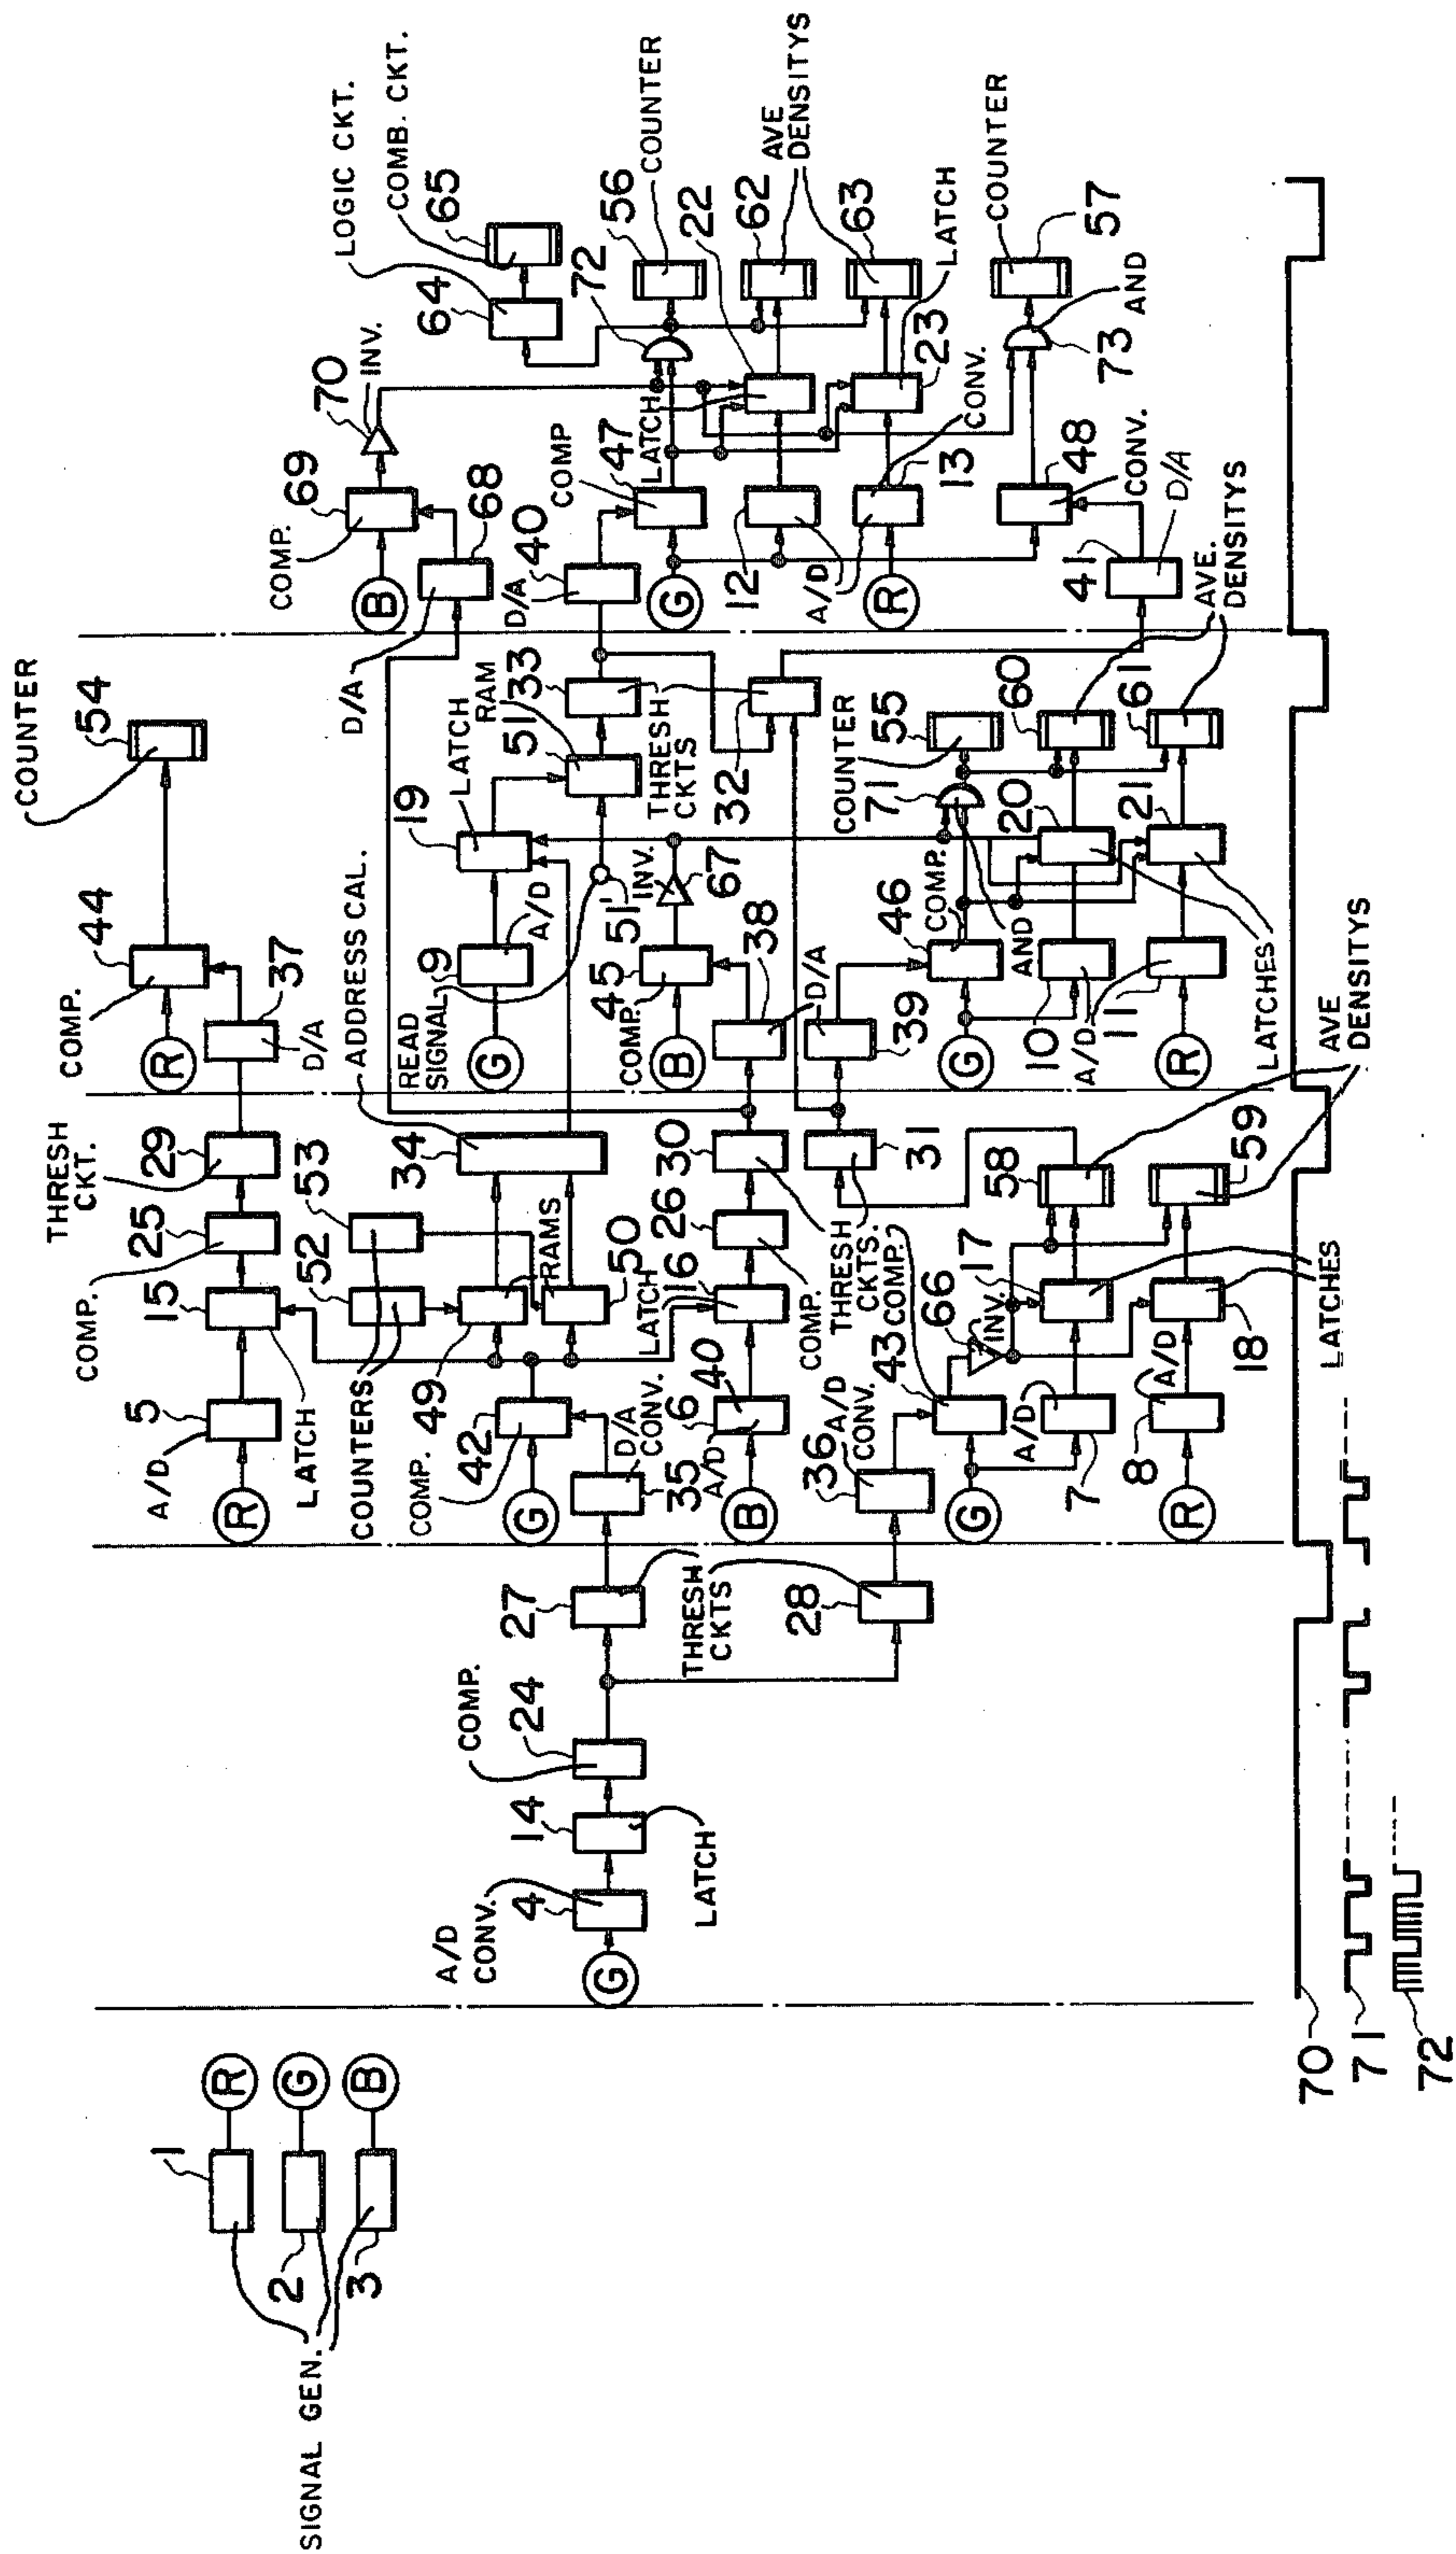 SIGNAL GEN.
1
2
3
R
G
B
G
A/D
CONV.
4
14
LATCH
COMP.
24
27
THRESH
CKTS
28
R
A/D
5
LATCH
15
COMP.
25
THRESH
CKT.
29
COUNTERS
52
53
COMP.
42
49
G
D/A
CONV.
35
RAMS
50
34
ADDRESS CAL.
B
A/D
6
40
LATCH
16
COMP.
26
30
THRESH
CKTS.
31
36
A/D
CONV.
43
COMP.
66
INV.
G
A/D
7
17
58
R
8
A/D
18
LATCHES
59
AVE
DENSITYS
COMP.
44
R
37
D/A
COUNTER
54
READ
SIGNAL
9
G
A/D
19
LATCH
51'
RAM
51
33
THRESH
CKTS
32
COMP.
45
B
INV.
67
38
D/A
39
G
46
COMP.
AND
71
COUNTER
55
10
A/D
20
60
R
11
21
61
LATCHES
AVE.
DENSITYS
D/A
68
COMP.
69
B
70
INV.
64
LOGIC CKT.
65
COMB. CKT.
D/A
40
G
COMP
47
LATCH
72
56
COUNTER
12
A/D
22
62
AVE
DENSITYS
R
13
CONV.
23
LATCH
63
41
D/A
48
CONV.
73
AND
57
COUNTER
70
71
72